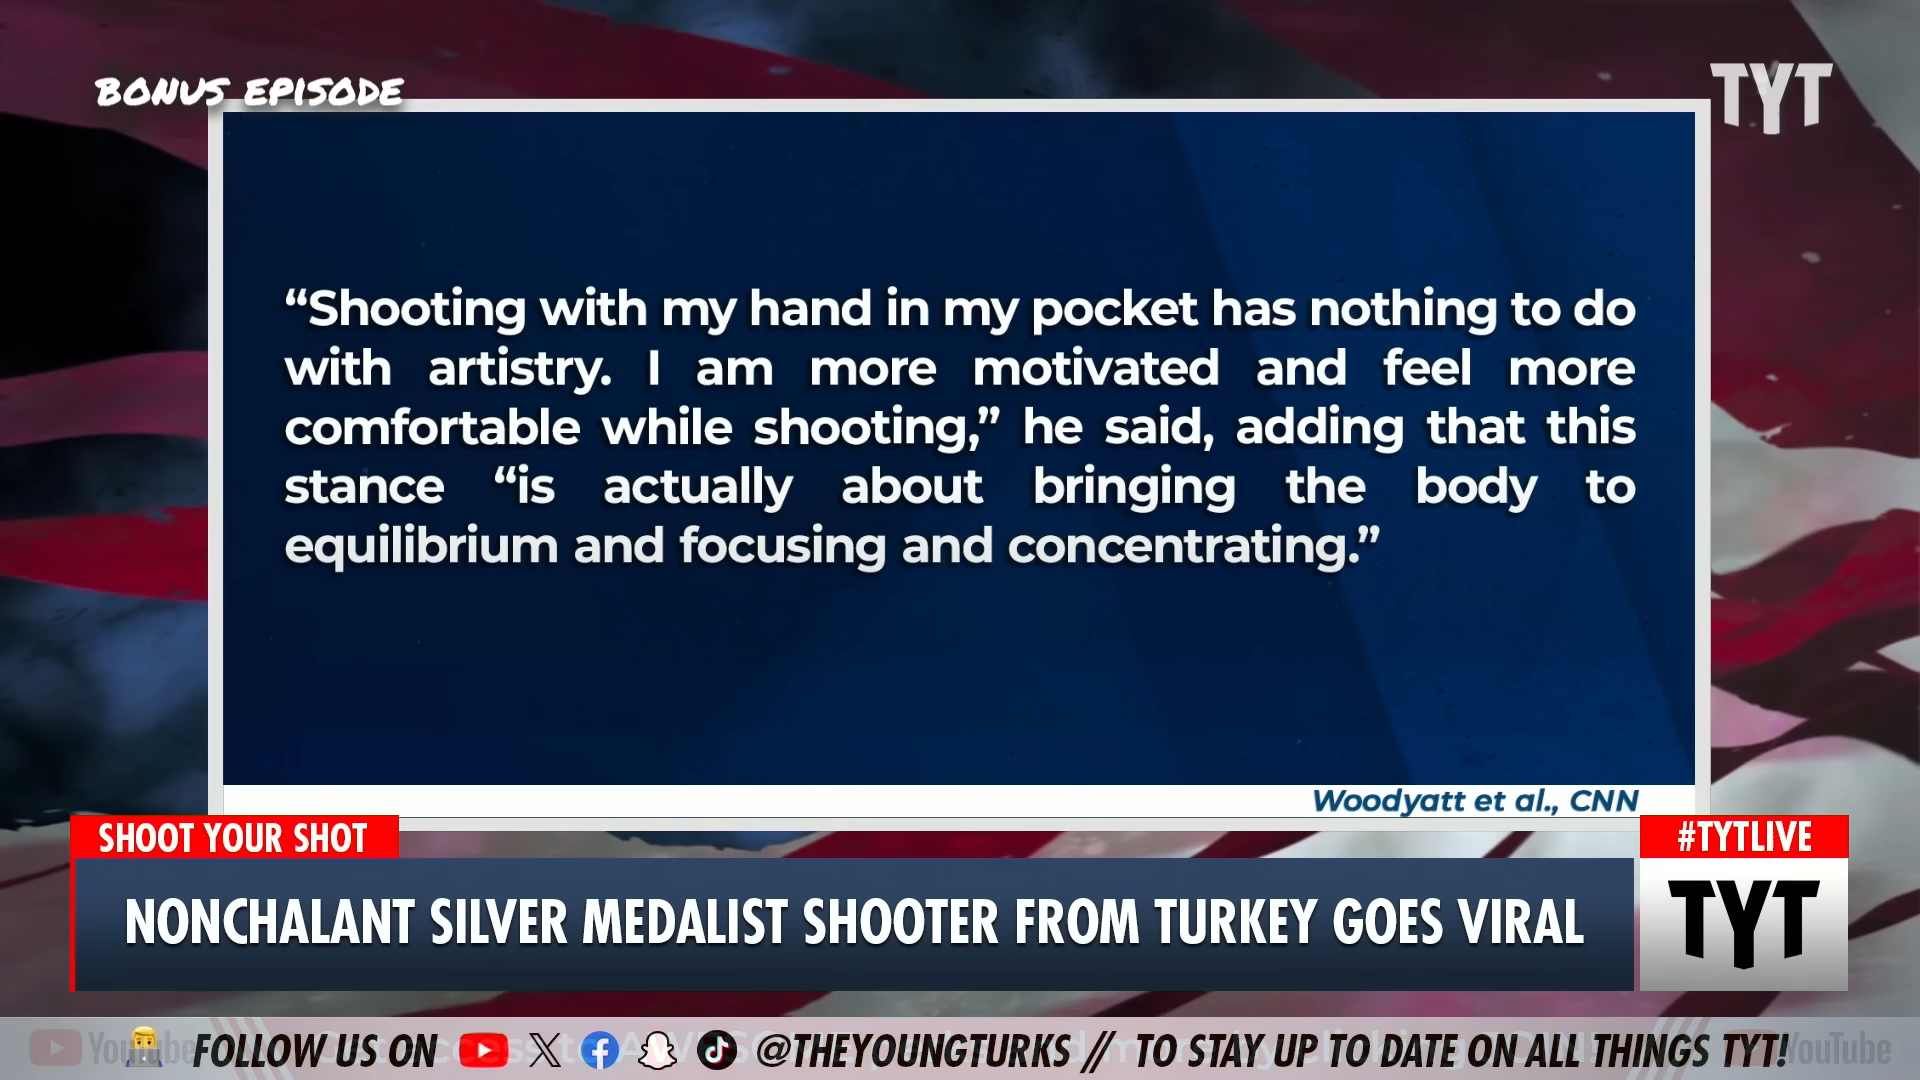 BONUS EPISODE
TYT
“Shooting with my hand in my pocket has nothing to do
with artistry. I am more motivated and feel more
comfortable while shooting,” he said, adding that this
stance “is actually about bringing the body to
equilibrium and focusing and concentrating.”
Woodyatt et al., CNN
SHOOT YOUR SHOT
#TYTLIVE
NONCHALANT SILVER MEDALIST SHOOTER FROM TURKEY GOES VIRAL
TYT
FOLLOW US ON @THEYOUNGTURKS // TO STAY UP TO DATE ON ALL THINGS TYT!
YouTube